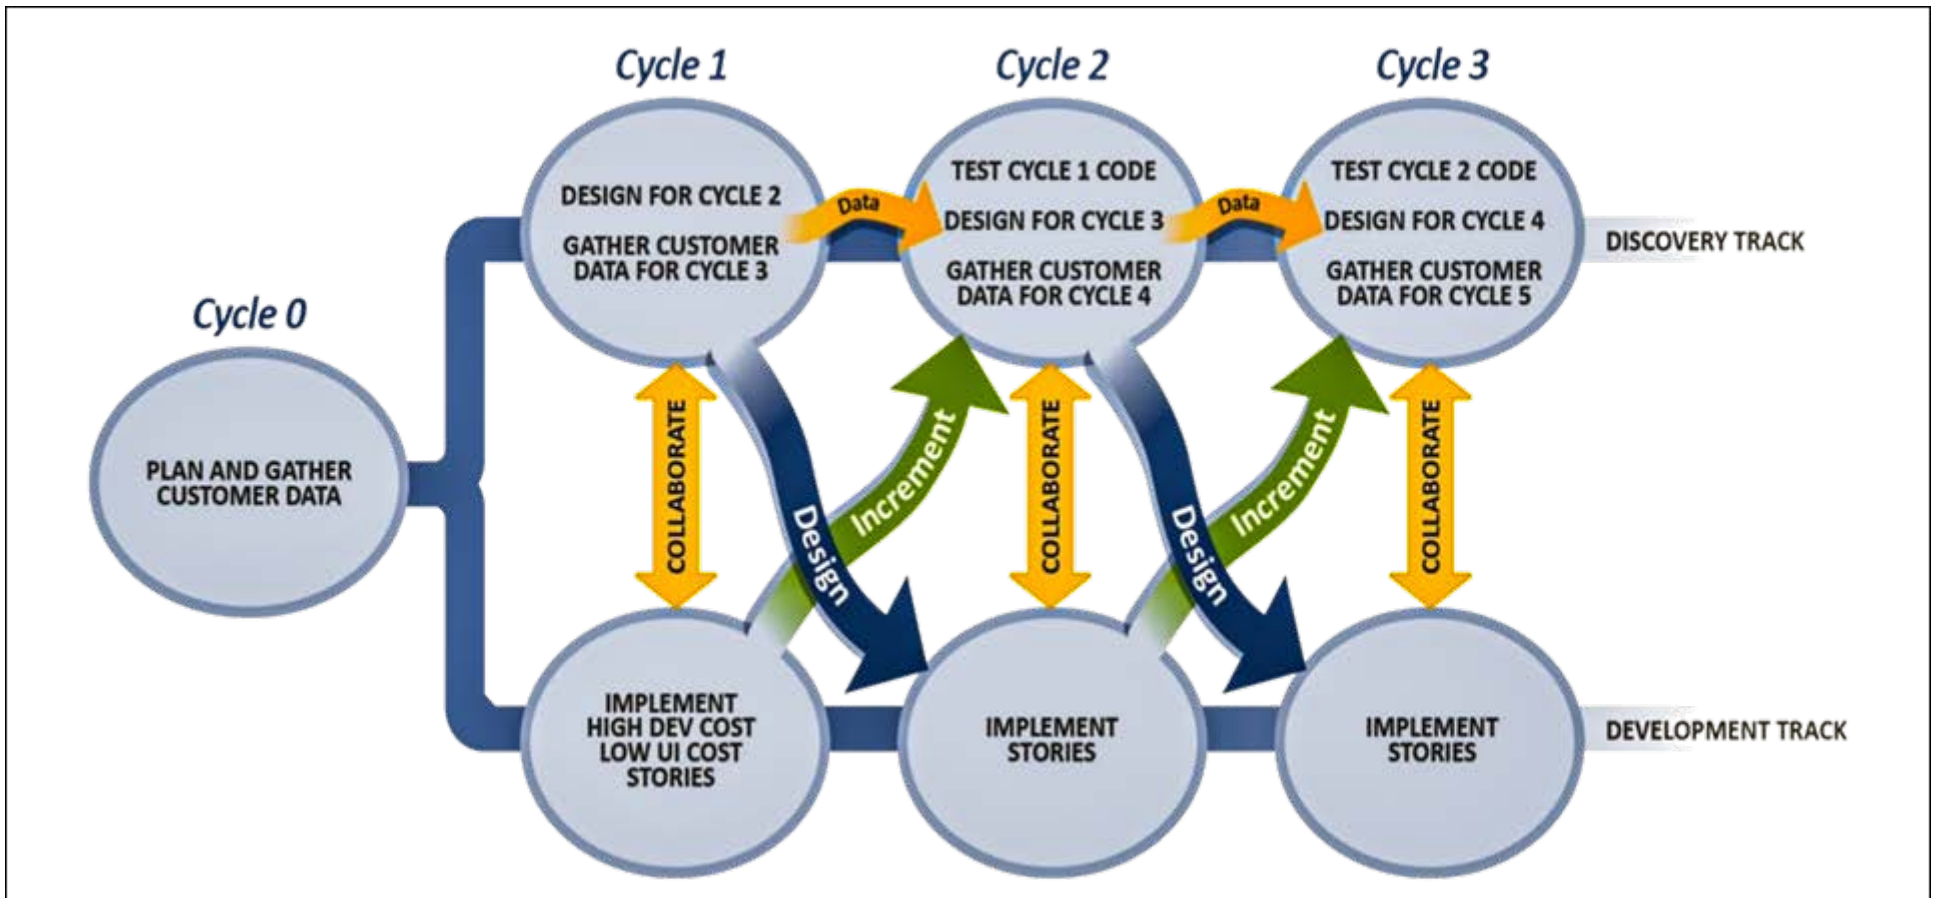 Cycle 1
Cycle 2
Cycle 3
DESIGN FOR CYCLE 2
GATHER CUSTOMER
DATA FOR CYCLE 3
Data
TEST CYCLE 1 CODE
DESIGN FOR CYCLE 3
GATHER CUSTOMER
DATA FOR CYCLE 4
Data
TEST CYCLE 2 CODE
DESIGN FOR CYCLE 4
GATHER CUSTOMER
DATA FOR CYCLE 5
DISCOVERY TRACK
Cycle 0
PLAN AND GATHER
CUSTOMER DATA
COLLABORATE
Design
Increment
COLLABORATE
Design
Increment
COLLABORATE
IMPLEMENT
HIGH DEV COST
LOW UI COST
STORIES
IMPLEMENT
STORIES
IMPLEMENT
STORIES
DEVELOPMENT TRACK